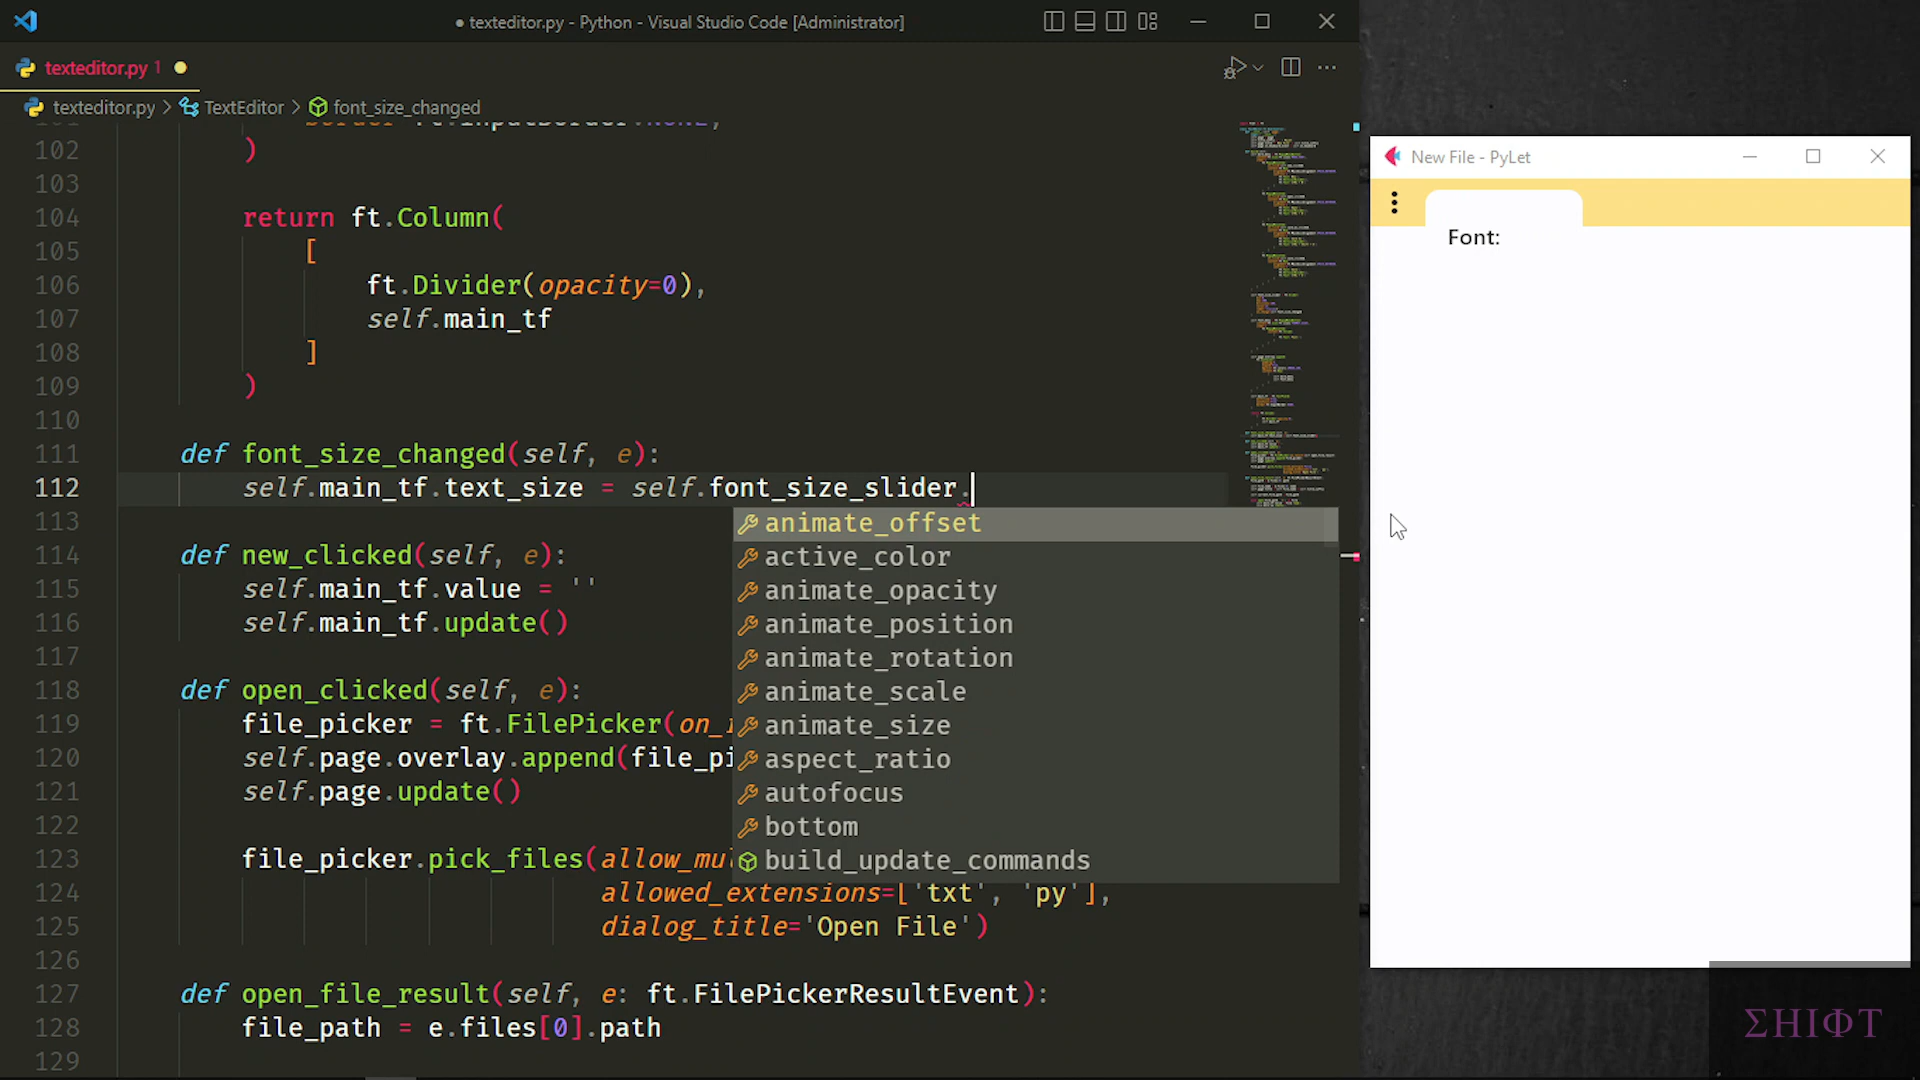 texteditor.py - Python - Visual Studio Code [Administrator]
texteditor.py 1
texteditor.py > TextEditor > font_size_changed
102 )
103
104 return ft.Column(
105 [
106 ft.Divider(opacity=0),
107 self.main_tf
108 ]
109 )
110
111 def font_size_changed(self, e):
112 self.main_tf.text_size = self.font_size_slider.
113
114 def new_clicked(self, e):
115 self.main_tf.value = ''
116 self.main_tf.update()
117
118 def open_clicked(self, e):
119 file_picker = ft.FilePicker(on_
120 self.page.overlay.append(file_pi
121 self.page.update()
122
123 file_picker.pick_files(allow_mu
124 allowed_extensions=['txt', 'py'],
125 dialog_title='Open File')
126
127 def open_file_result(self, e: ft.FilePickerResultEvent):
128 file_path = e.files[0].path
129
animate_offset
active_color
animate_opacity
animate_position
animate_rotation
animate_scale
animate_size
aspect_ratio
autofocus
bottom
build_update_commands
New File - PyLet
Font:
ΣHIΦT